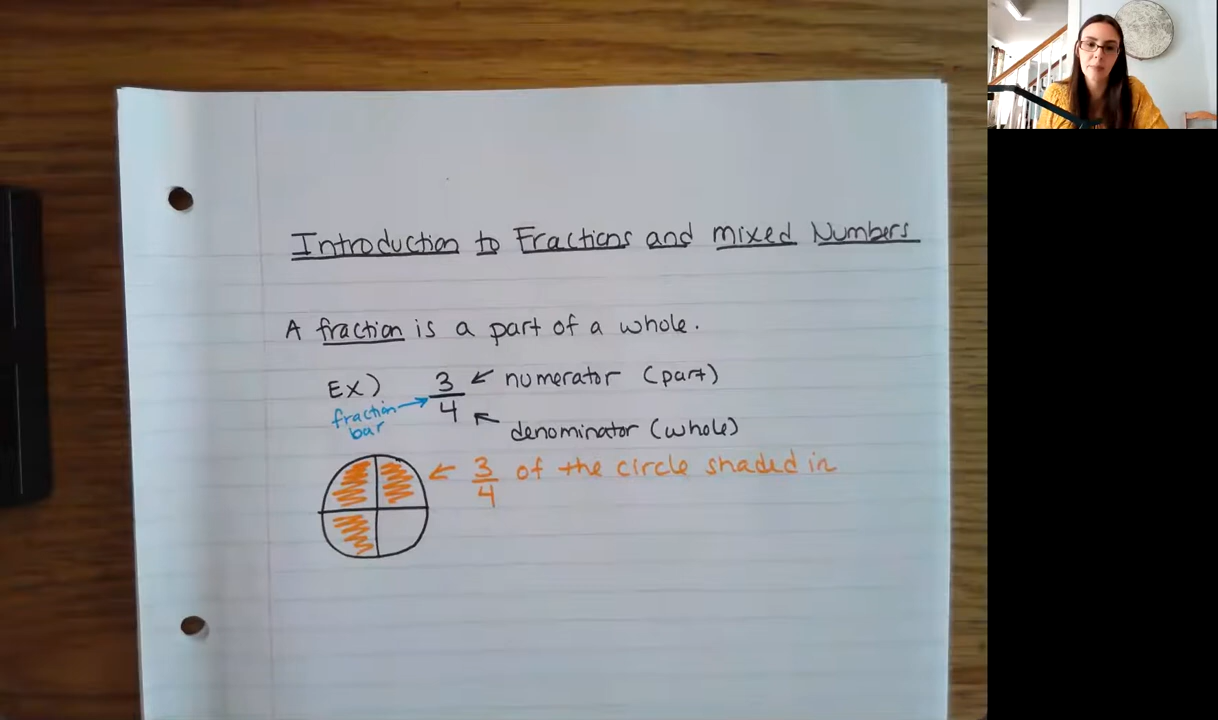 Introduction to Fractions and mixed Numbers
A fraction is a part of a whole.
Ex) 3/4 ← numerator (part)
fraction bar →
← denominator (whole)
← 3/4 of the circle shaded in